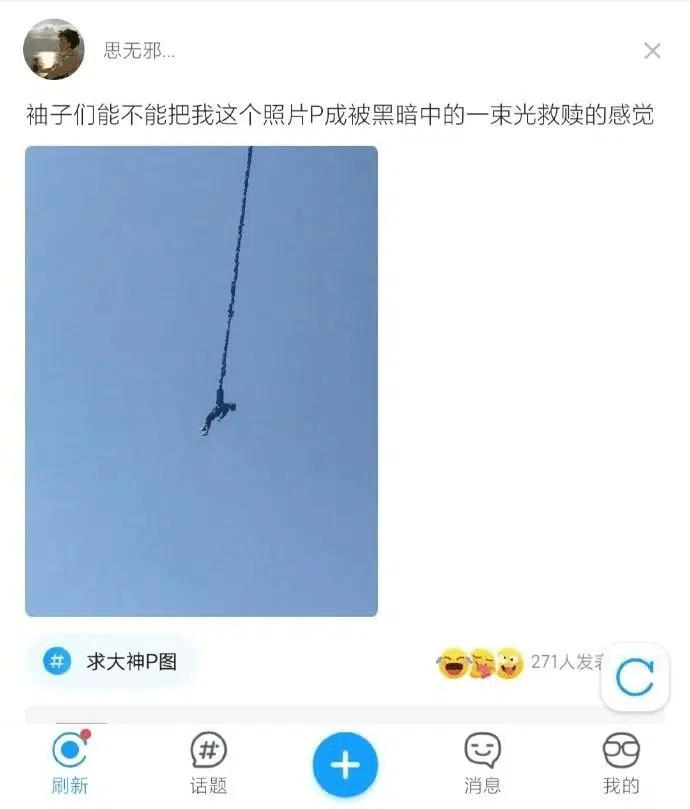 思无邪...
袖子们能不能把我这个照片P成被黑暗中的一束光救赎的感觉
# 求大神P图
271人发表
刷新
话题
消息
我的